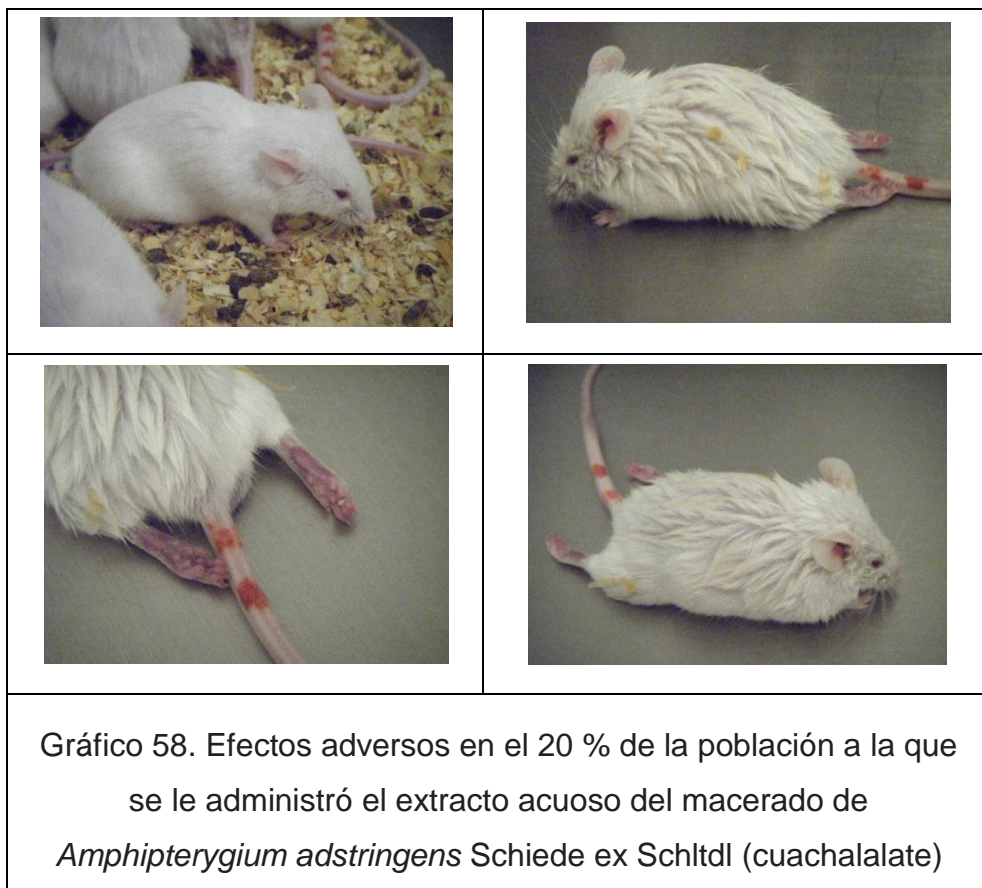 Gráfico 58. Efectos adversos en el 20 % de la población a la que
se le administró el extracto acuoso del macerado de
Amphipterygium adstringens Schiede ex Schltdl (cuachalalate)